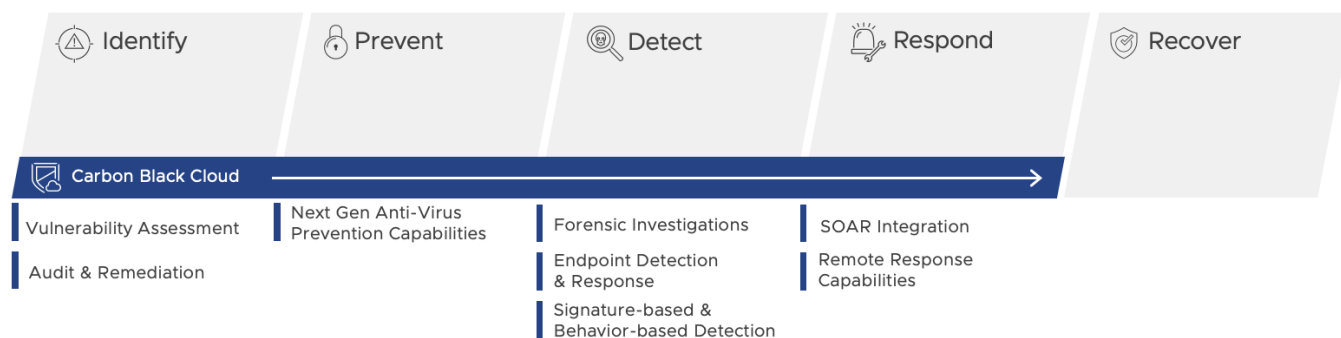 Identify
Prevent
Detect
Respond
Recover
Carbon Black Cloud
Vulnerability Assessment
Audit & Remediation
Next Gen Anti-Virus
Prevention Capabilities
Forensic Investigations
Endpoint Detection
& Response
Signature-based &
Behavior-based Detection
SOAR Integration
Remote Response
Capabilities